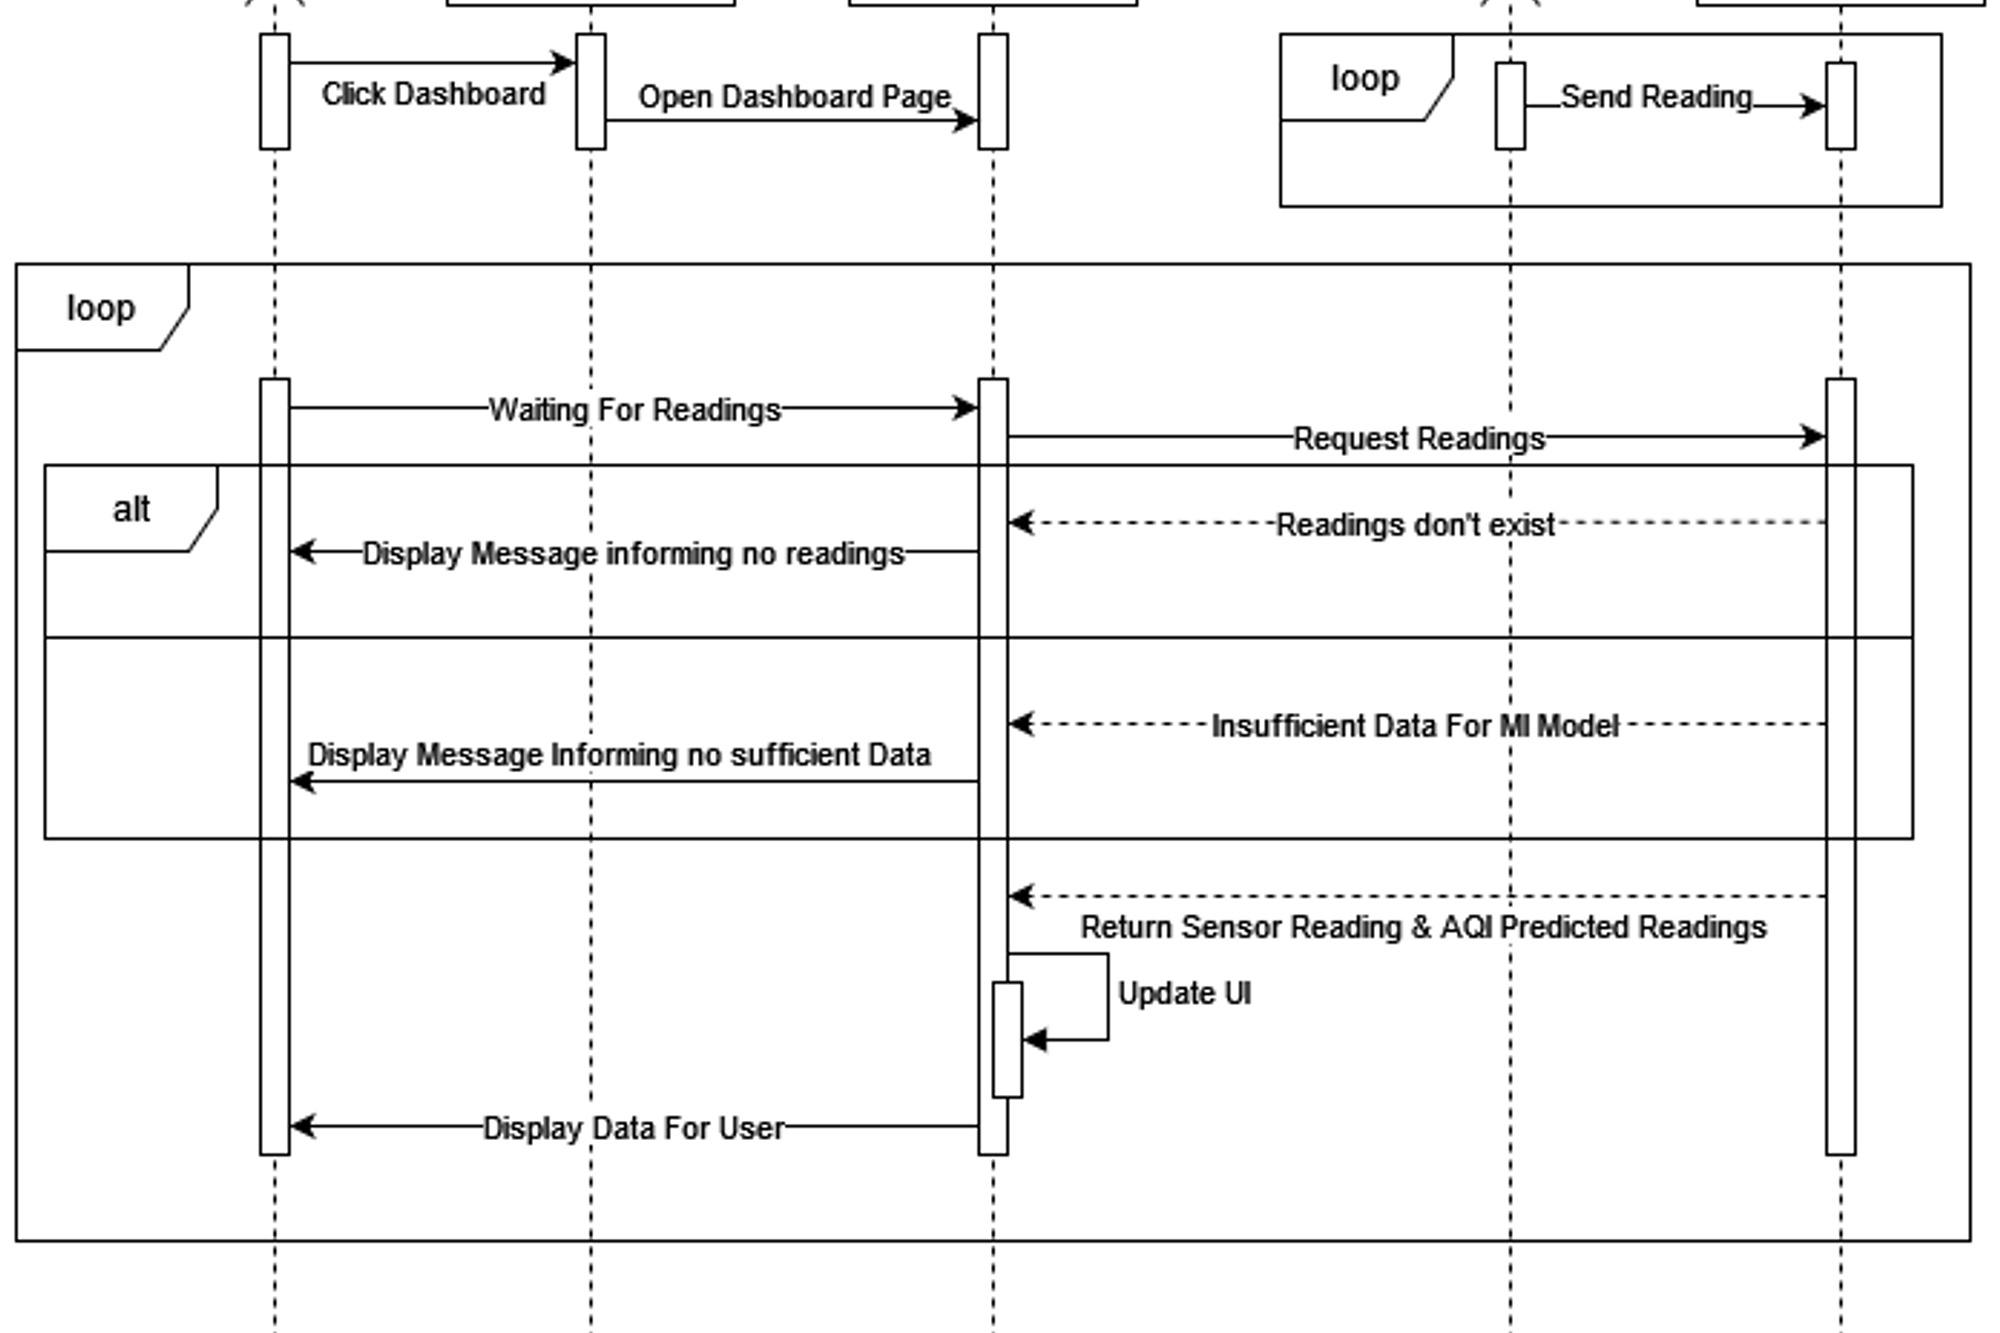 Click Dashboard
Open Dashboard Page
loop
Send Reading
loop
Waiting For Readings
Request Readings
alt
Readings don't exist
Display Message informing no readings
Insufficient Data For Ml Model
Display Message Informing no sufficient Data
Return Sensor Reading & AQI Predicted Readings
Update UI
Display Data For User